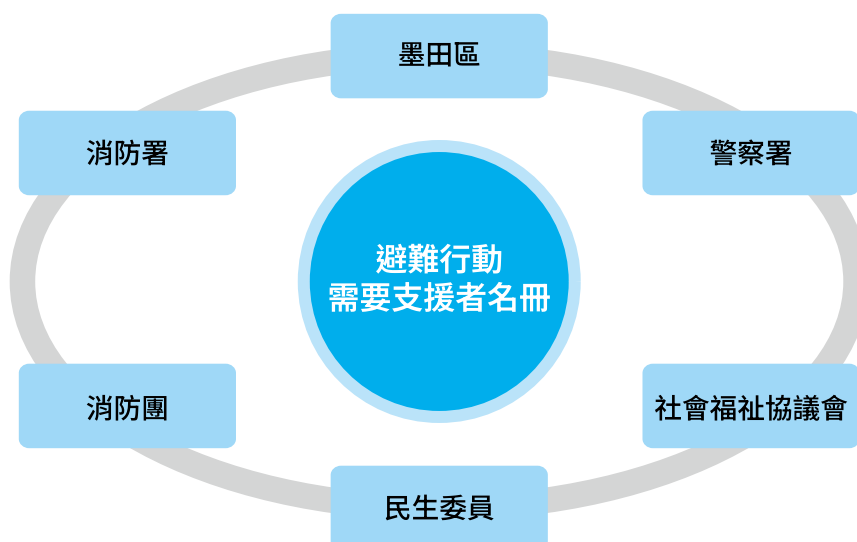 墨田區
消防署
警察署
避難行動
需要支援者名冊
消防團
社會福祉協議會
民生委員